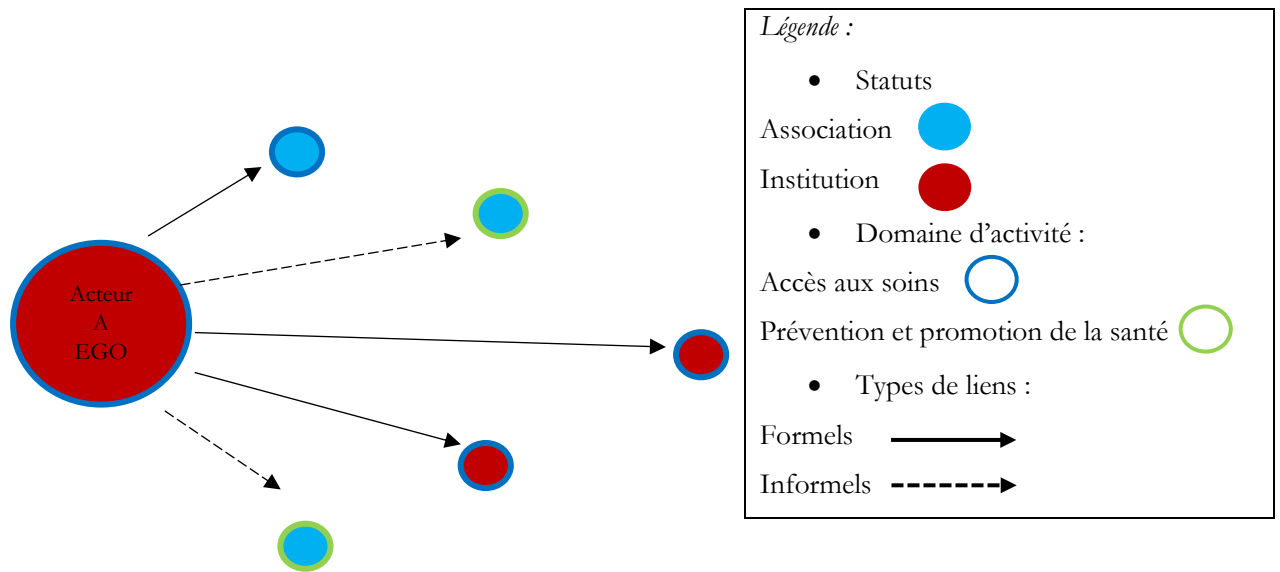 Acteur
A
EGO
Légende :
• Statuts
Association
Institution
• Domaine d'activité :
Accès aux soins
Prévention et promotion de la santé
• Types de liens :
Formels
Informels